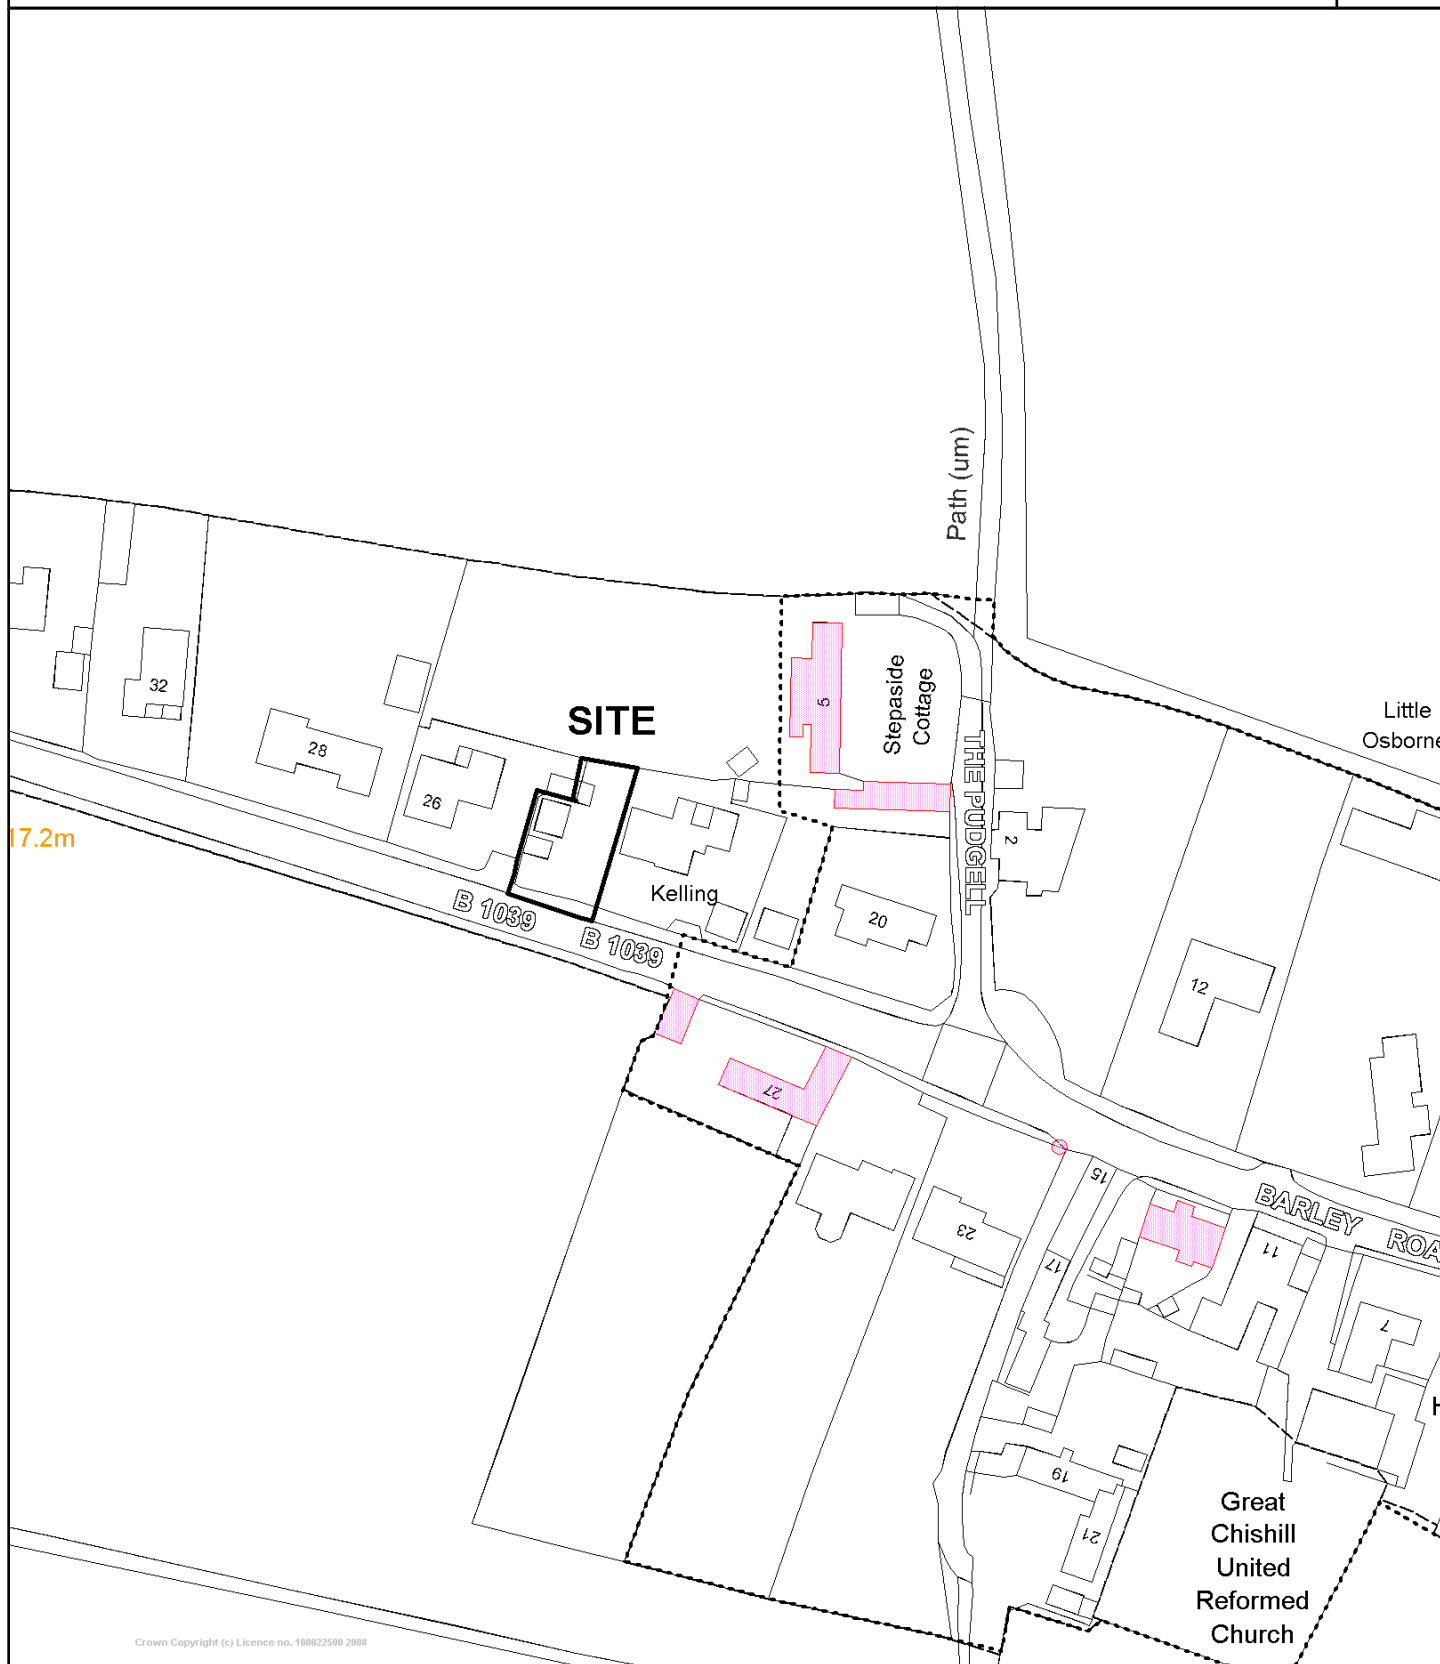 Path (um)
SITE
32
28
26
5
Stepaside
Cottage
Little
Osborne
THE PUDGELL
2
17.2m
Kelling
20
B 1039
B 1039
12
27
15
23
17
BARLEY ROA
11
7
H
19
21
Great
Chishill
United
Reformed
Church
Crown Copyright (c) Licence no. 100022500 2008